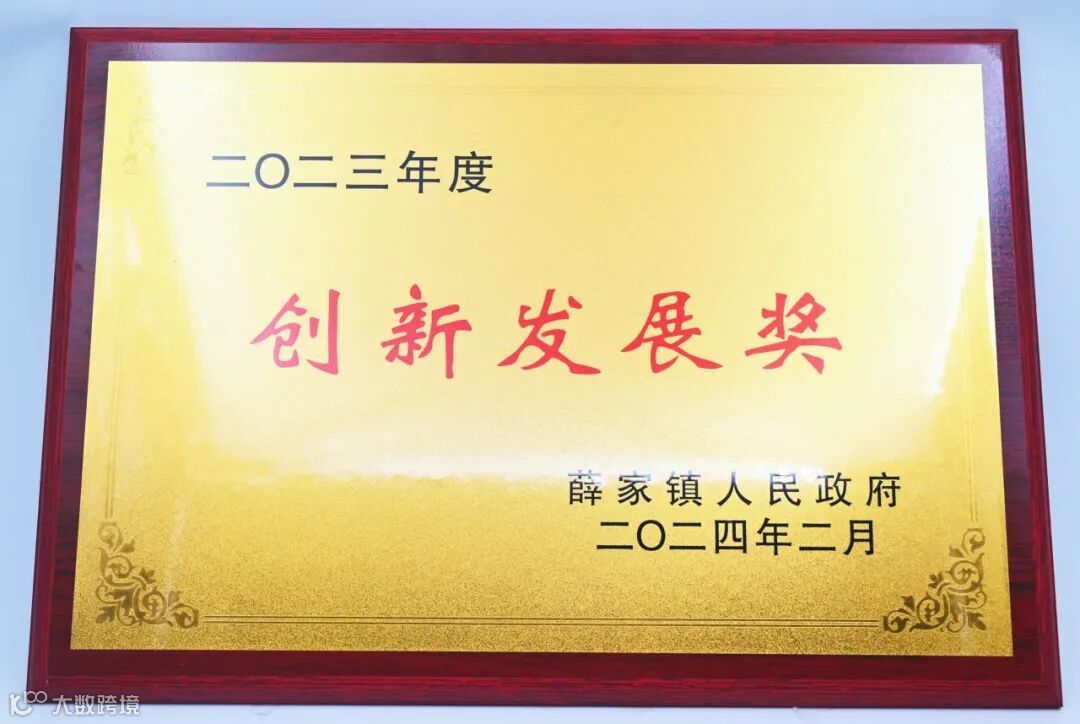 二〇二三年度
创新发展奖
薛家镇人民政府
二〇二四年二月
大数跨境